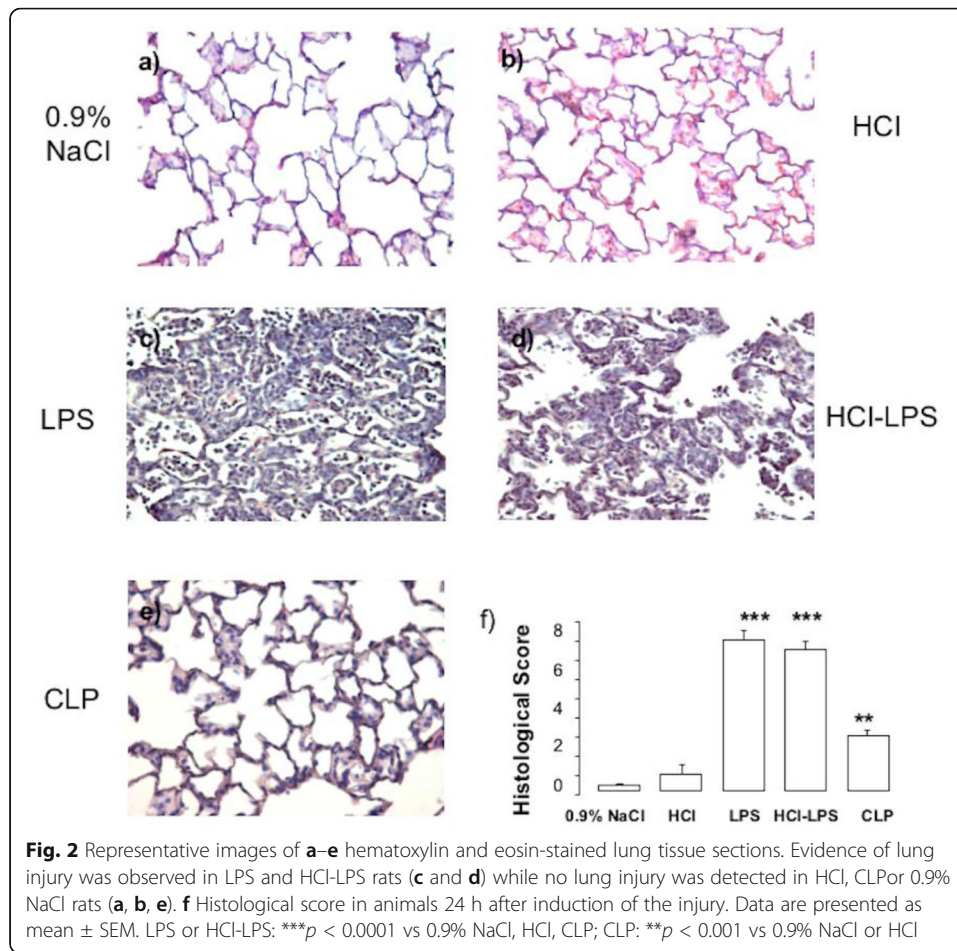 a)
0.9%
NaCl
b)
HCl
c)
LPS
d)
HCl-LPS
e)
CLP
f)
Histological Score
8
6
4
2
0
***
***
**
0.9% NaCl HCl LPS HCl-LPS CLP
Fig. 2 Representative images of a–e hematoxylin and eosin-stained lung tissue sections. Evidence of lung
injury was observed in LPS and HCl-LPS rats (c and d) while no lung injury was detected in HCl, CLPor 0.9%
NaCl rats (a, b, e). f Histological score in animals 24 h after induction of the injury. Data are presented as
mean ± SEM. LPS or HCl-LPS: ***p < 0.0001 vs 0.9% NaCl, HCl, CLP; CLP: **p < 0.001 vs 0.9% NaCl or HCl